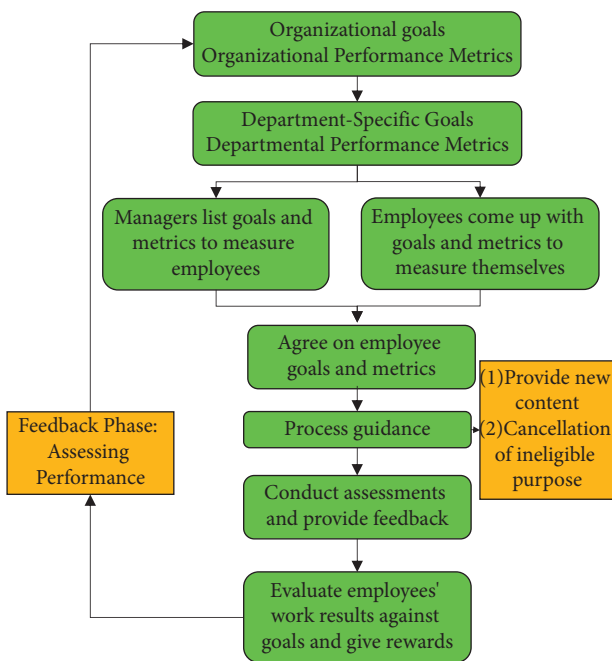 Organizational goals
Organizational Performance Metrics
Department-Specific Goals
Departmental Performance Metrics
Managers list goals and
metrics to measure
employees
Employees come up with
goals and metrics to
measure themselves
Agree on employee
goals and metrics
(1)Provide new
content
(2)Cancellation
of ineligible
purpose
Feedback Phase:
Assessing
Performance
Process guidance
Conduct assessments
and provide feedback
Evaluate employees'
work results against
goals and give rewards